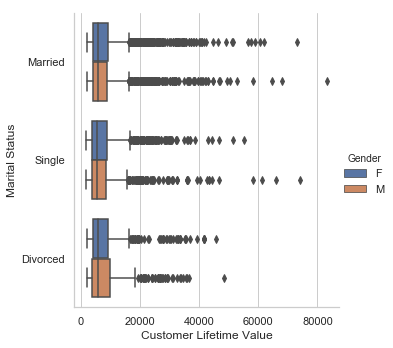 Married
Single
Divorced
Marital Status
0 20000 40000 60000 80000
Customer Lifetime Value
Gender
F
M